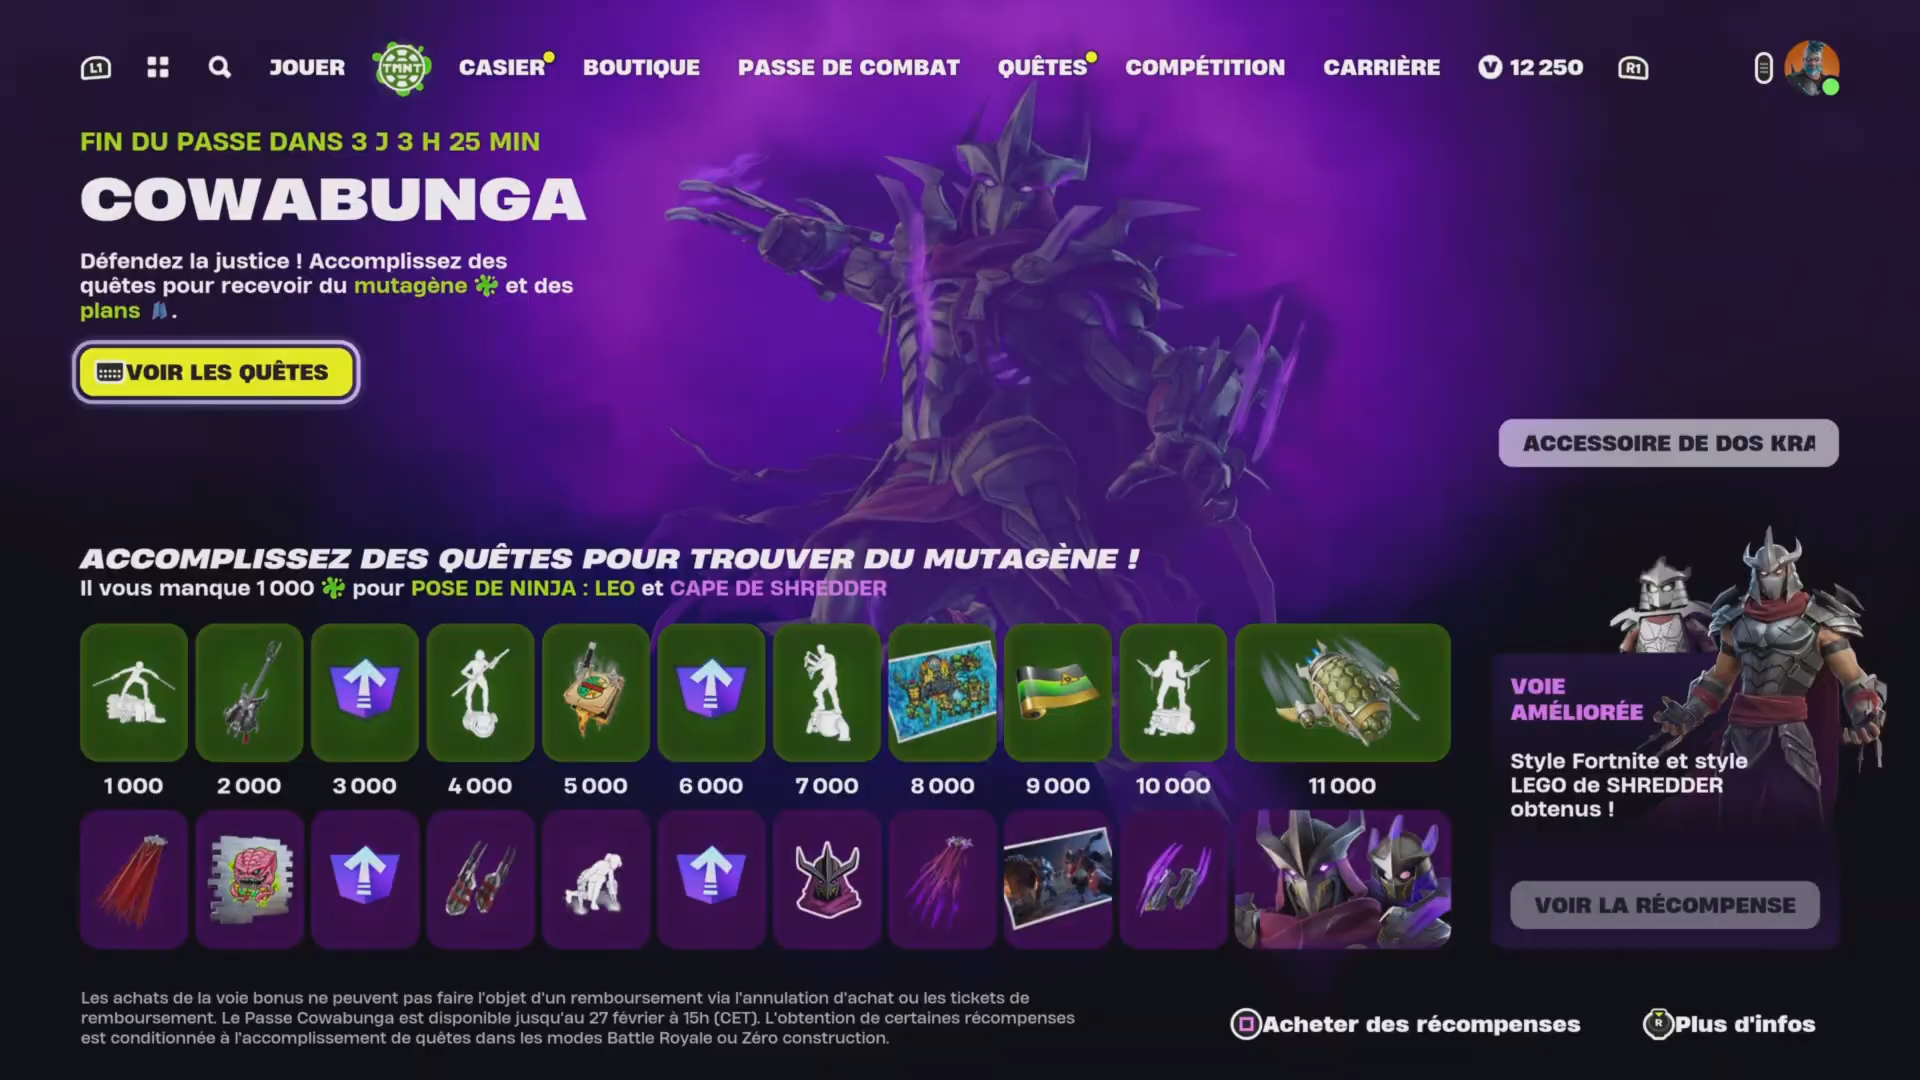 L1
JOUER
TMNT
CASIER
BOUTIQUE
PASSE DE COMBAT
QUÊTES
COMPÉTITION
CARRIÈRE
V 12 250
R1
FIN DU PASSE DANS 3 J 3 H 25 MIN
COWABUNGA
Défendez la justice ! Accomplissez des
quêtes pour recevoir du mutagène et des
plans .
VOIR LES QUÊTES
ACCESSOIRE DE DOS KRA
ACCOMPLISSEZ DES QUÊTES POUR TROUVER DU MUTAGÈNE !
Il vous manque 1 000 pour POSE DE NINJA : LEO et CAPE DE SHREDDER
1 000
2 000
3 000
4 000
5 000
6 000
7 000
8 000
9 000
10 000
11 000
VOIE
AMÉLIORÉE
Style Fortnite et style
LEGO de SHREDDER
obtenus !
VOIR LA RÉCOMPENSE
Les achats de la voie bonus ne peuvent pas faire l'objet d'un remboursement via l'annulation d'achat ou les tickets de
remboursement. Le Passe Cowabunga est disponible jusqu'au 27 février à 15h (CET). L'obtention de certaines récompenses
est conditionnée à l'accomplissement de quêtes dans les modes Battle Royale ou Zéro construction.
Acheter des récompenses
R Plus d'infos